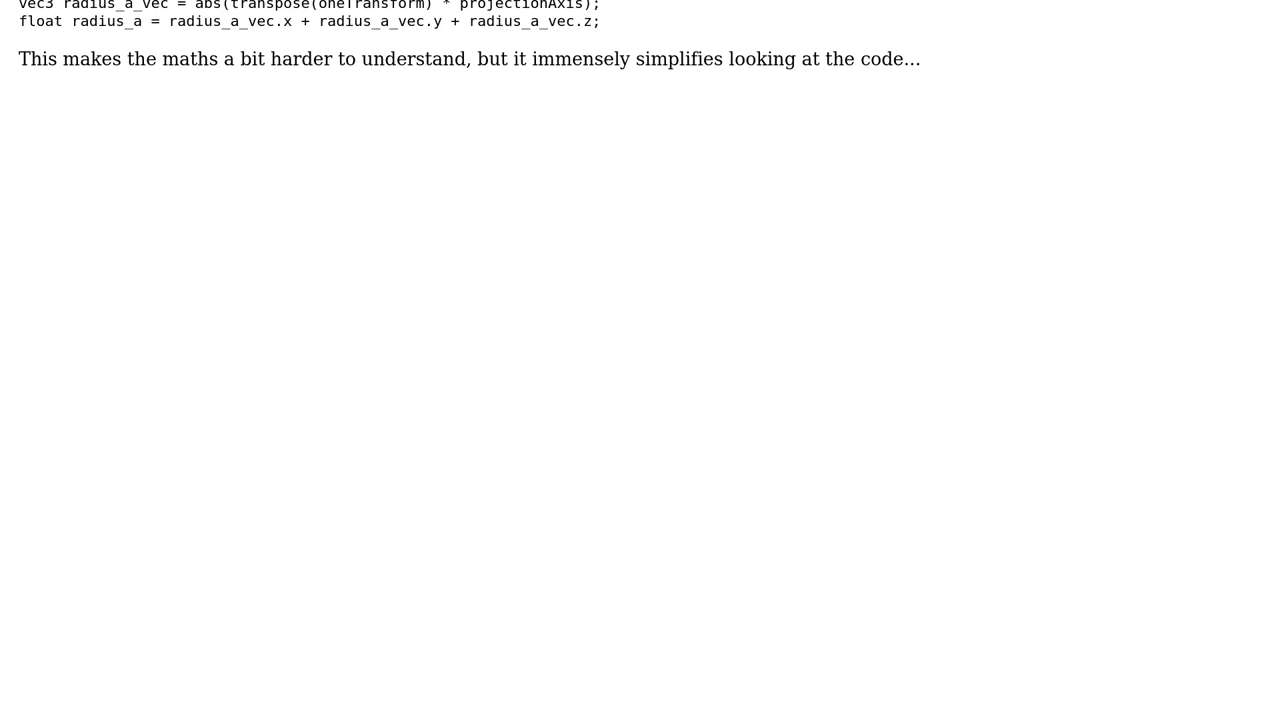 vec3 radius_a_vec = abs(transpose(oneTransform) * projectionAxis);
float radius_a = radius_a_vec.x + radius_a_vec.y + radius_a_vec.z;
This makes the maths a bit harder to understand, but it immensely simplifies looking at the code...